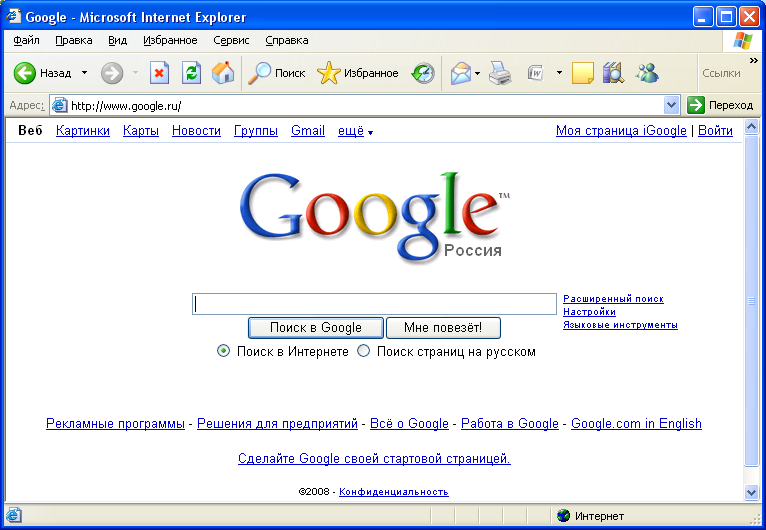 Google - Microsoft Internet Explorer
Файл Правка Вид Избранное Сервис Справка
Назад Поиск Избранное W Ссылки »
Адрес: http://www.google.ru/ Переход
Веб Картинки Карты Новости Группы Gmail ещё ▼ Моя страница iGoogle | Войти
Google™
Россия
Расширенный поиск
Настройки
Языковые инструменты
Поиск в Google Мне повезёт!
Поиск в Интернете Поиск страниц на русском
Рекламные программы - Решения для предприятий - Всё о Google - Работа в Google - Google.com in English
Сделайте Google своей стартовой страницей.
©2008 - Конфиденциальность
Интернет